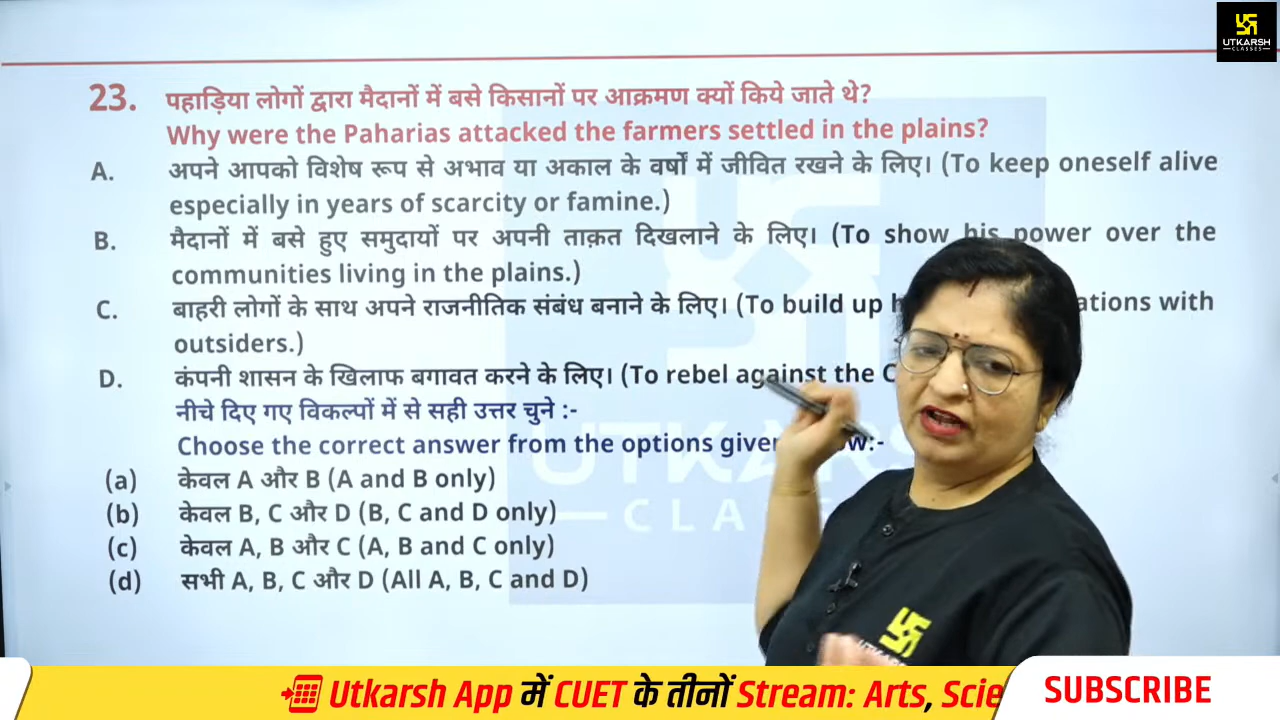 UTKARSH
CLASSES
23. पहाड़िया लोगों द्वारा मैदानों में बसे किसानों पर आक्रमण क्यों किये जाते थे?
Why were the Paharias attacked the farmers settled in the plains?
A. अपने आपको विशेष रूप से अभाव या अकाल के वर्षों में जीवित रखने के लिए। (To keep oneself alive
especially in years of scarcity or famine.)
B. मैदानों में बसे हुए समुदायों पर अपनी ताक़त दिखलाने के लिए। (To show his power over the
communities living in the plains.)
C. बाहरी लोगों के साथ अपने राजनीतिक संबंध बनाने के लिए। (To build up with
outsiders.)
D. कंपनी शासन के खिलाफ बगावत करने के लिए। (To rebel against the
नीचे दिए गए विकल्पों में से सही उत्तर चुने :-
Choose the correct answer from the options :-
(a) केवल A और B (A and B only)
(b) केवल B, C और D (B, C and D only)
(c) केवल A, B और C (A, B and C only)
(d) सभी A, B, C और D (All A, B, C and D)
Utkarsh App में CUET के तीनों Stream: Arts,
SUBSCRIBE